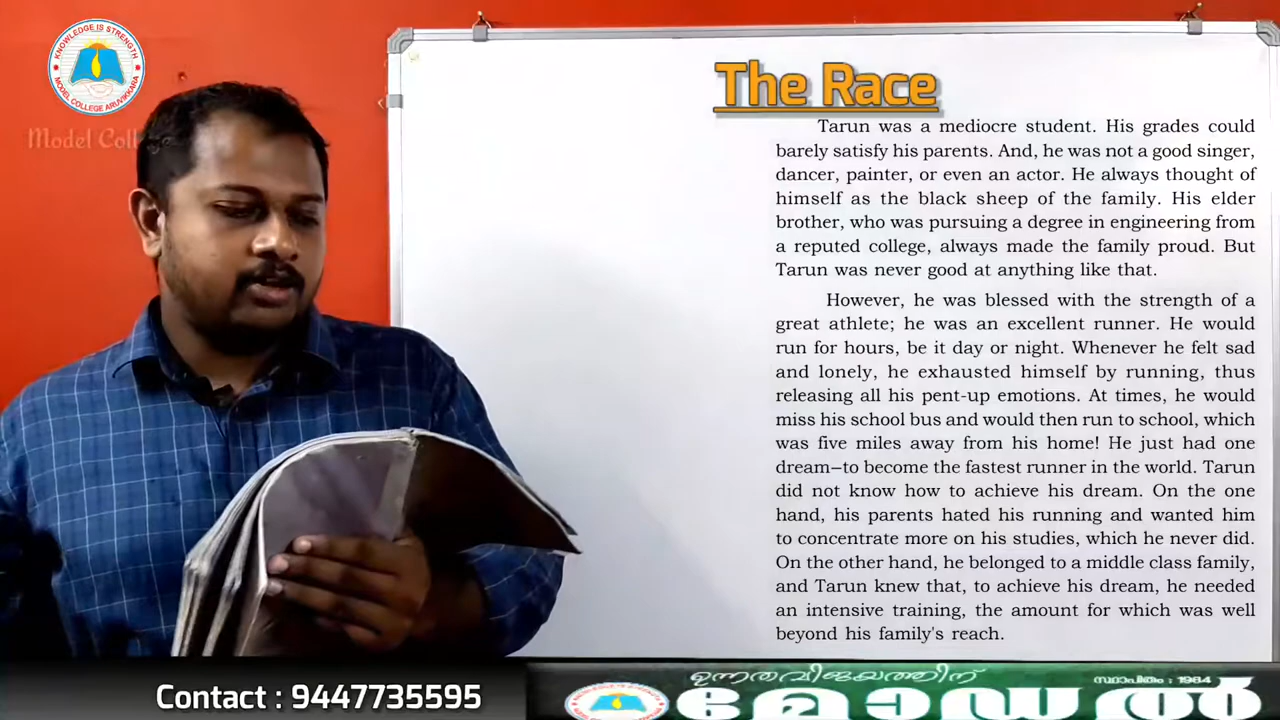 KNOWLEDGE IS STRENGTH
MODEL COLLEGE ARUVIKKARA
Model College
The Race
Tarun was a mediocre student. His grades could
barely satisfy his parents. And, he was not a good singer,
dancer, painter, or even an actor. He always thought of
himself as the black sheep of the family. His elder
brother, who was pursuing a degree in engineering from
a reputed college, always made the family proud. But
Tarun was never good at anything like that.
However, he was blessed with the strength of a
great athlete; he was an excellent runner. He would
run for hours, be it day or night. Whenever he felt sad
and lonely, he exhausted himself by running, thus
releasing all his pent-up emotions. At times, he would
miss his school bus and would then run to school, which
was five miles away from his home! He just had one
dream—to become the fastest runner in the world. Tarun
did not know how to achieve his dream. On the one
hand, his parents hated his running and wanted him
to concentrate more on his studies, which he never did.
On the other hand, he belonged to a middle class family,
and Tarun knew that, to achieve his dream, he needed
an intensive training, the amount for which was well
beyond his family's reach.
Contact : 9447735595
ഉന്നതവിജയത്തിന്
സ്ഥാപിതം : 1984
മോഡൽ